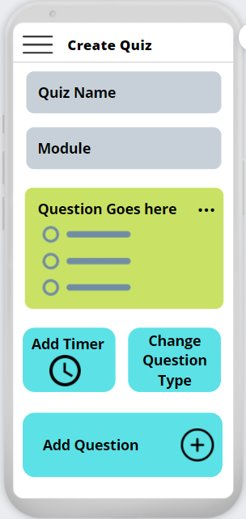 Create Quiz
Quiz Name
Module
Question Goes here
Add Timer
Change
Question
Type
Add Question